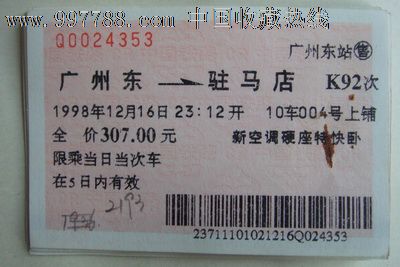 www.997788.com 中国收藏热线
Q0024353
广州东站售
广州东 驻马店 K92次
1998年12月16日23:12开 10车004号上铺
全 价307.00元 新空调硬座特快卧
限乘当日当次车
在5日内有效
2193
23711101021216Q024353